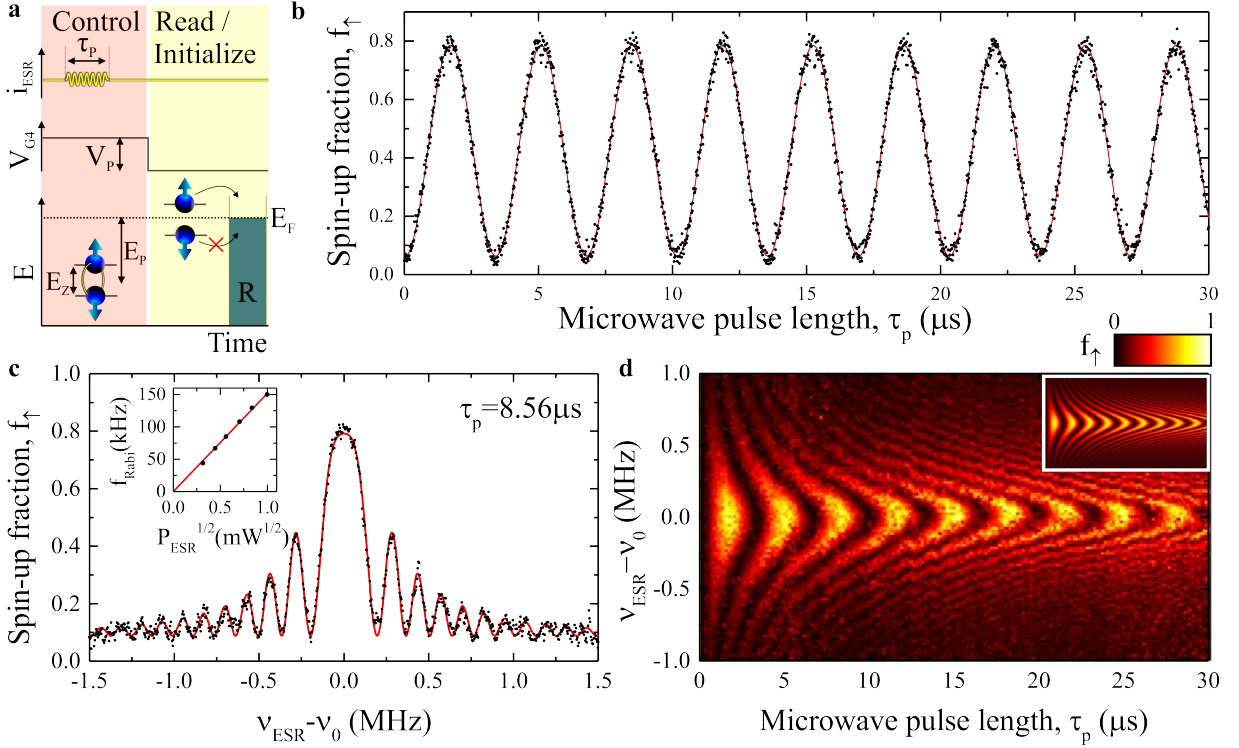 a
Control
Read /
Initialize
τP
iESR
VG4
VP
EF
EP
EZ
E
R
Time
b
Spin-up fraction, f↑
0.8
0.6
0.4
0.2
0.0
0 5 10 15 20 25 30
Microwave pulse length, τp (μs)
f↑
0 1
c
τp=8.56μs
Spin-up fraction, f↑
1.0
0.8
0.6
0.4
0.2
0.0
-1.5 -1.0 -0.5 0.0 0.5 1.0 1.5
νESR-ν0 (MHz)
fRabi(kHz)
150
125
100
75
50
25
0
0.0 0.5 1.0
PESR1/2(mW1/2)
d
νESR−ν0 (MHz)
1.0
0.5
0.0
-0.5
-1.0
0 5 10 15 20 25 30
Microwave pulse length, τp (μs)